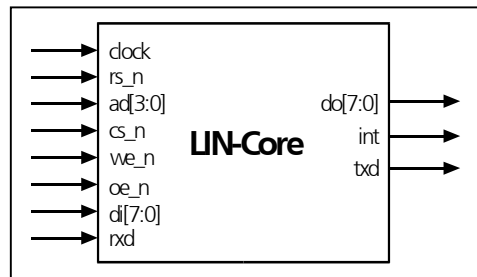 clock
rs_n
ad[3:0]
cs_n
we_n
oe_n
di[7:0]
rxd
LIN-Core
do[7:0]
int
txd